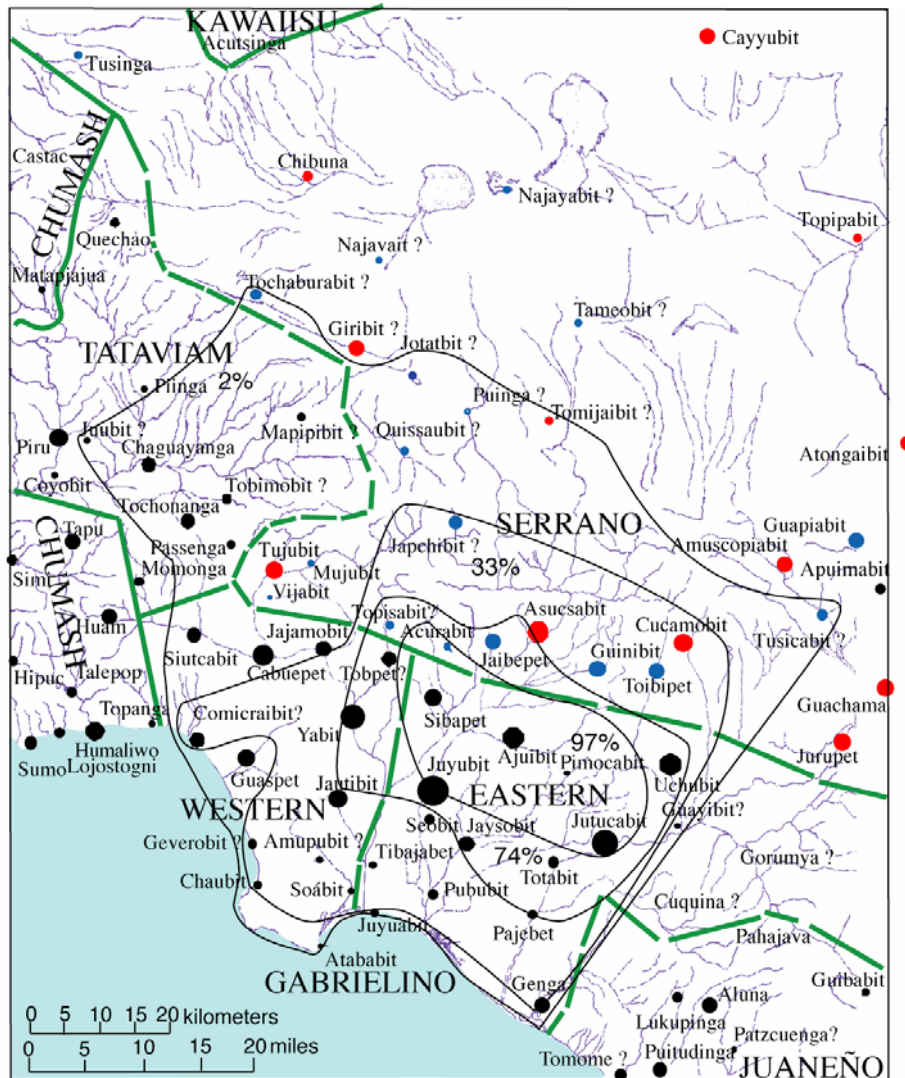 KAWAIISU
Acutsinga
Cayyubit
Tusinga
CHUMASH
Castac
Chibuna
Najayabit ?
Topipabit
Quechao
Najavait ?
Matapjajua
Tochaburabit ?
Tameobit ?
Giribit ?
Jotatbit ?
TATAVIAM
Piinga
2%
Puinga ?
Tomijaibit ?
Piru
Juubit ?
Mapipibit ?
Quissaubit ?
Chaguayanga
Atongaibit
Coyobit
Tobimobit ?
Tochonanga
CHUMASH
Tapu
SERRANO
Guapiabit
Passenga
Japchibit ?
Amuscopiabit
Simi
Momonga
Tujubit
Mujubit
33%
Apuimabit
Vijabit
Huam
Topisabit?
Asucsabit
Jajamobit
Acurabit
Cucamobit
Tusicabit ?
Siutcabit
Cabuepet
Tobpet?
Jaibepet
Guinibit
Toibipet
Hipuc
Talepop
Guachama
Topanga
Comicraibit?
Sibapet
Yabit
Ajuibit
97%
Jurupet
Sumo
Humaliwo
Lojostogni
Guaspet
Juyubit
Pimocabit
Uchubit
WESTERN
Jautibit
EASTERN
Guayibit?
Seobit
Jaysobit
Jutucabit
Geverobit ?
Amupubit ?
Tibajabet
74%
Totabit
Gorumya ?
Chaubit
Soábit
Pububit
Cuquina ?
Juyuabit
Pajebet
Pahajava
Atababit
GABRIELINO
Genga
Guibabit
Aluna
Lukupinga
Patzcuenga?
Tomome ?
Puitudinga
JUANEÑO
0 5 10 15 20 kilometers
0 5 10 15 20 miles